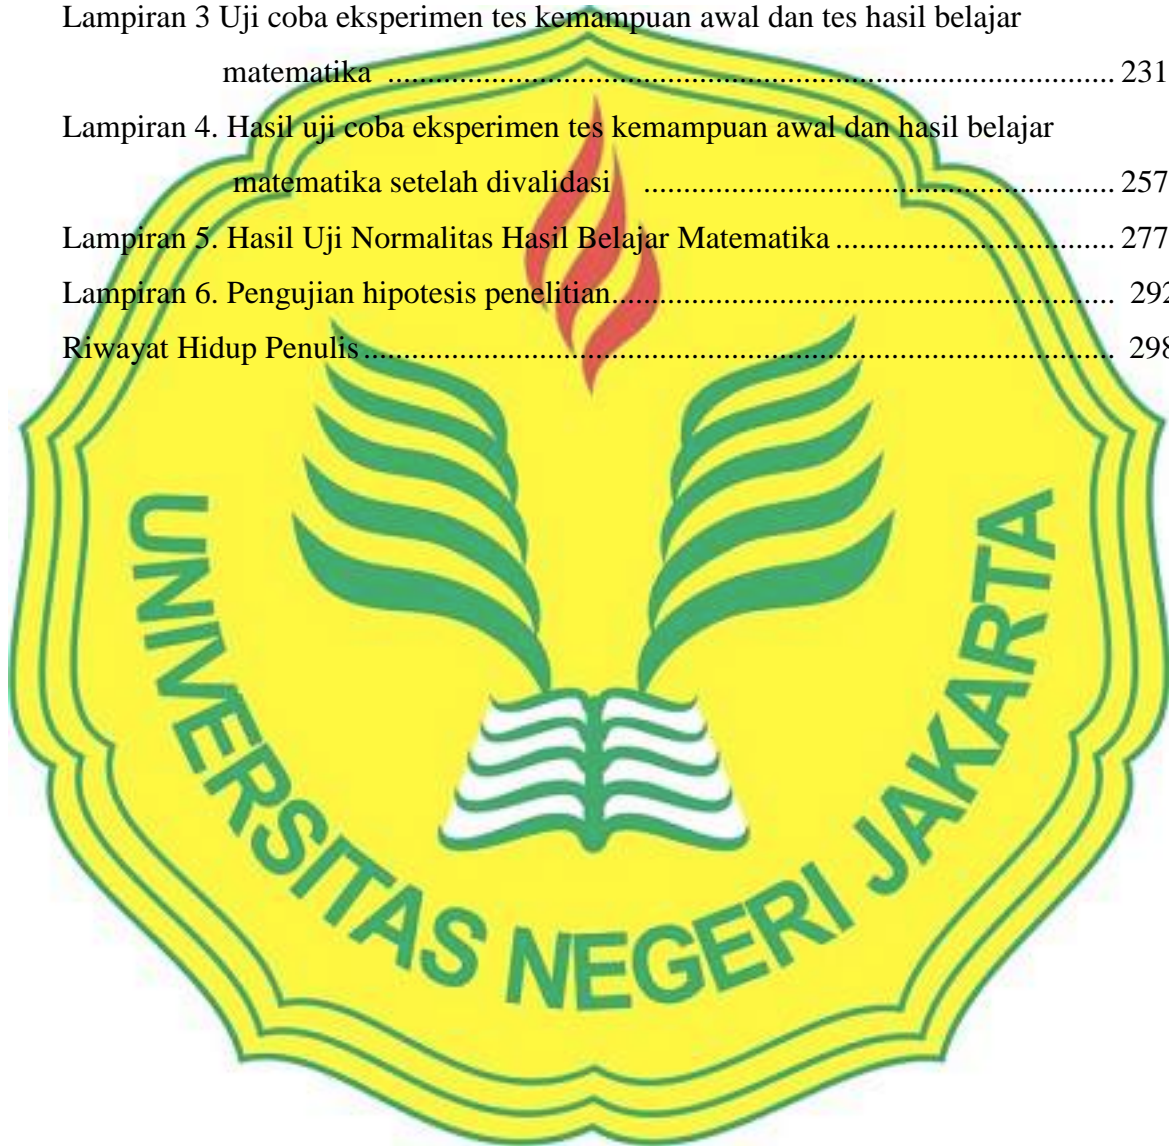 Lampiran 3 Uji coba eksperimen tes kemampuan awal dan tes hasil belajar
matematika ................................................................................................ 231
Lampiran 4. Hasil uji coba eksperimen tes kemampuan awal dan hasil belajar
matematika setelah divalidasi .............................................................. 257
Lampiran 5. Hasil Uji Normalitas Hasil Belajar Matematika ..................................... 277
Lampiran 6. Pengujian hipotesis penelitian.................................................................. 292
Riwayat Hidup Penulis.................................................................................................... 298
UNIVERSITAS NEGERI JAKARTA